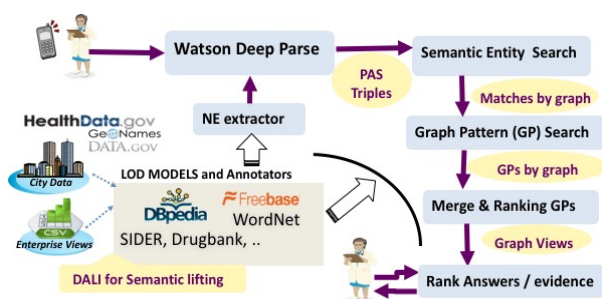 Watson Deep Parse
Semantic Entity Search
PAS
Triples
Matches by graph
NE extractor
HealthData.gov
GEONAMES
DATA.gov
Graph Pattern (GP) Search
GPs by graph
City Data
LOD MODELS and Annotators
DBpedia
Freebase
WordNet
SIDER, Drugbank, ..
CSV
Enterprise Views
Merge & Ranking GPs
Graph Views
DALI for Semantic lifting
Rank Answers / evidence